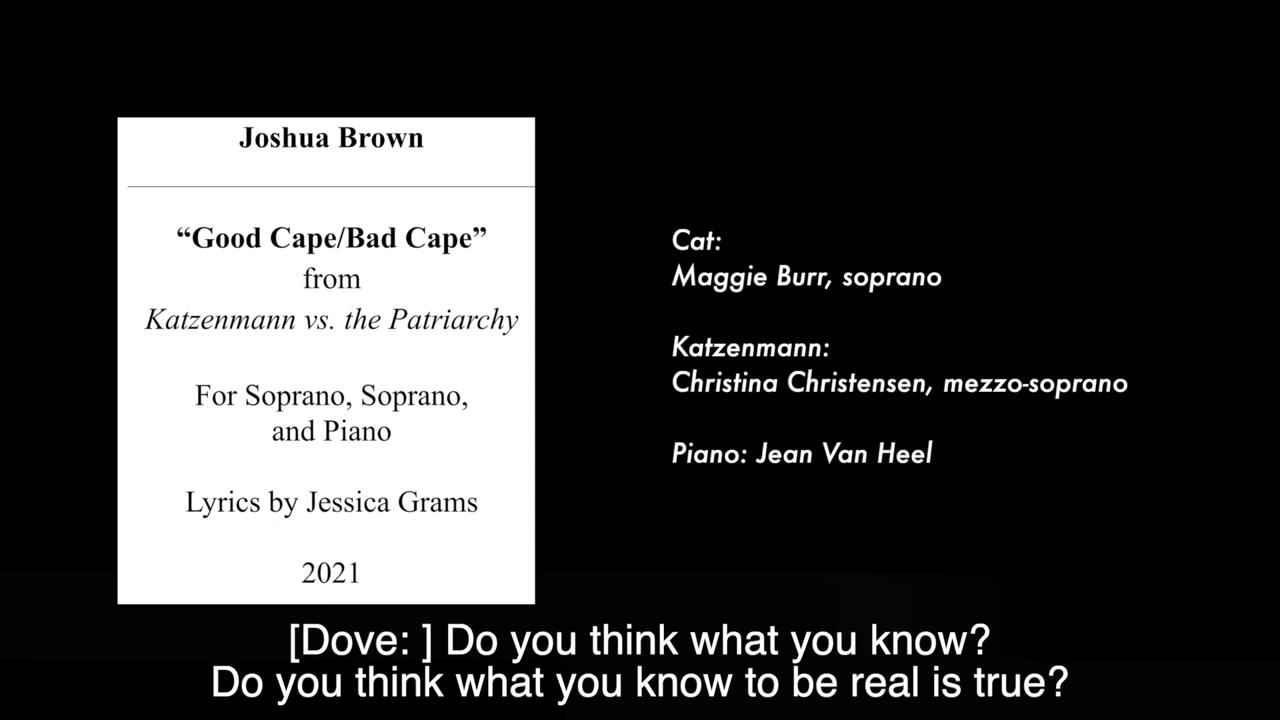 Joshua Brown
“Good Cape/Bad Cape”
from
Katzenmann vs. the Patriarchy
For Soprano, Soprano,
and Piano
Lyrics by Jessica Grams
2021
Cat:
Maggie Burr, soprano
Katzenmann:
Christina Christensen, mezzo-soprano
Piano: Jean Van Heel
[Dove: ] Do you think what you know?
Do you think what you know to be real is true?